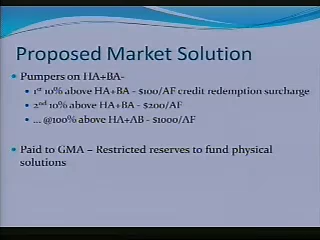 Proposed Market Solution
Pumpers on HA+BA-
1st 10% above HA+BA - $100/AF credit redemption surcharge
2nd 10% above HA+BA - $200/AF
... @100% above HA+AB - $1000/AF
Paid to GMA – Restricted reserves to fund physical
solutions